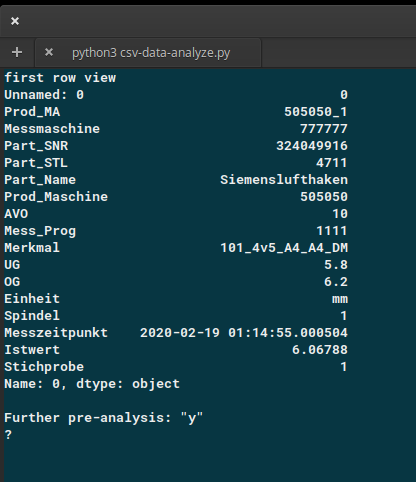 python3 csv-data-analyze.py
first row view
Unnamed: 0 0
Prod_MA 505050_1
Messmaschine 777777
Part_SNR 324049916
Part_STL 4711
Part_Name Siemenslufthaken
Prod_Maschine 505050
AVO 10
Mess_Prog 1111
Merkmal 101_4v5_A4_A4_DM
UG 5.8
OG 6.2
Einheit mm
Spindel 1
Messzeitpunkt 2020-02-19 01:14:55.000504
Istwert 6.06788
Stichprobe 1
Name: 0, dtype: object
Further pre-analysis: "y"
?